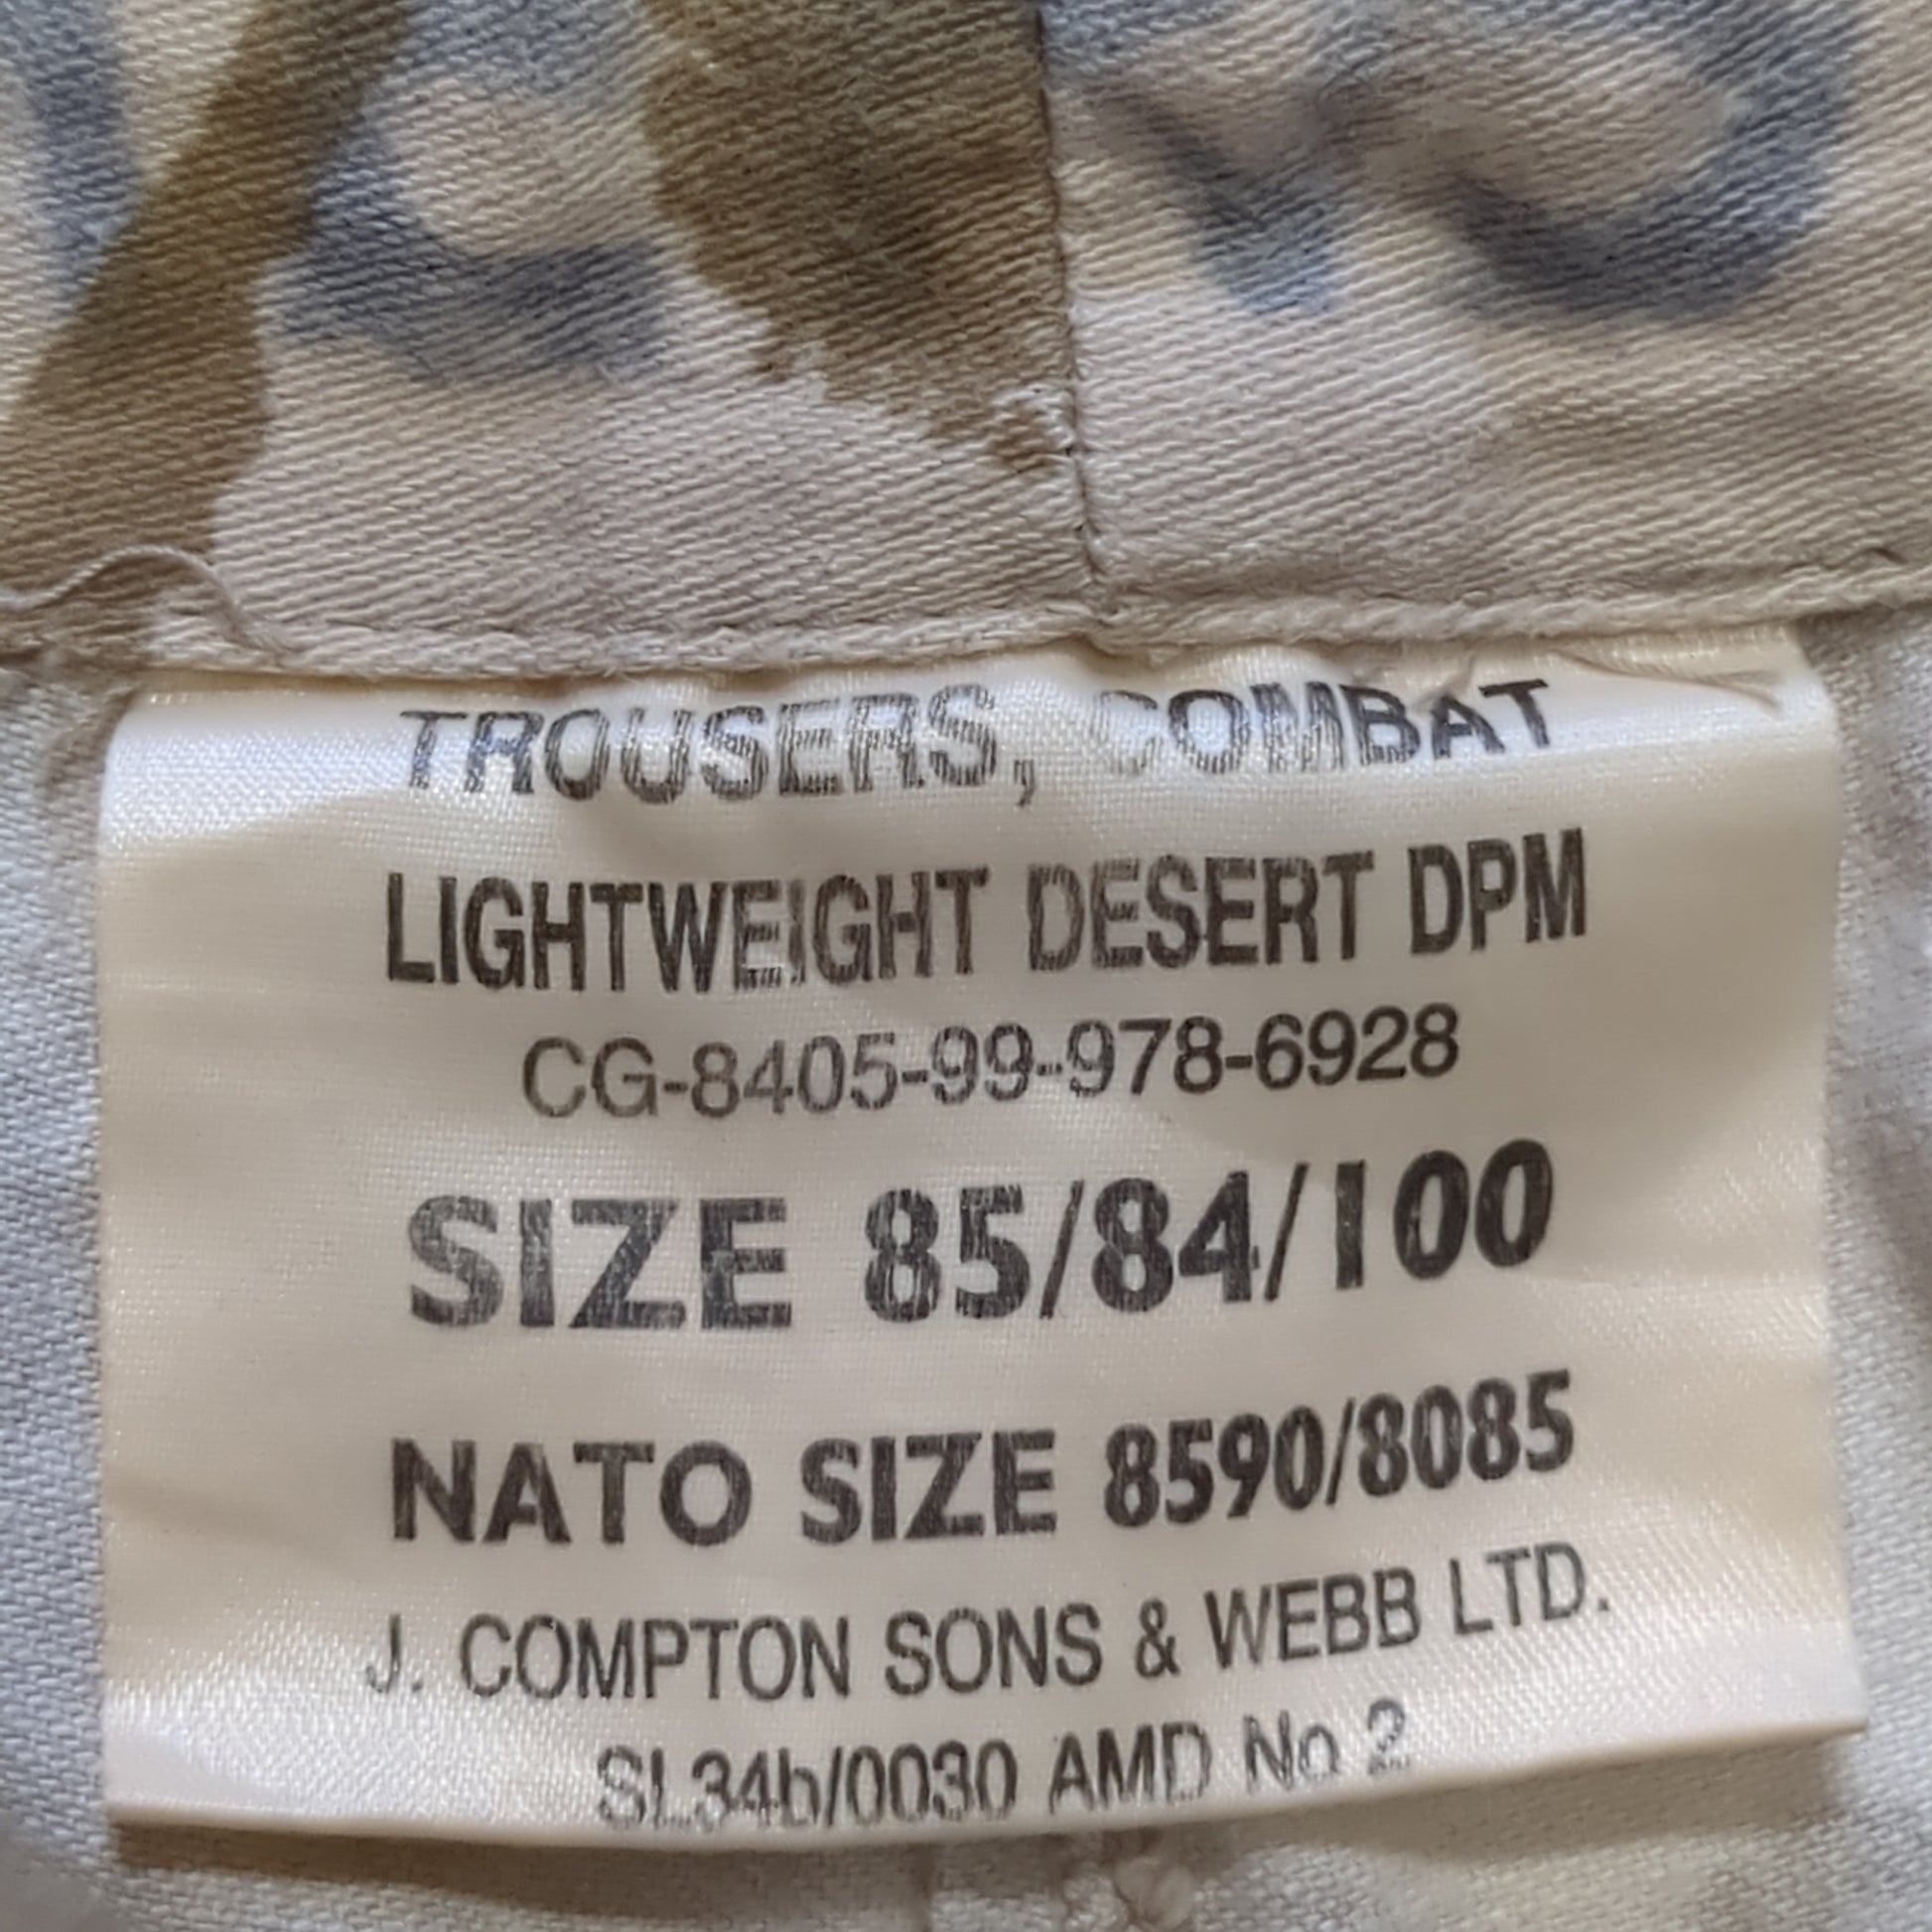 TROUSERS, COMBAT
LIGHTWEIGHT DESERT DPM
CG-8405-99-978-6928
SIZE 85/84/100
NATO SIZE 8590/8085
J. COMPTON SONS & WEBB LTD.
SL34b/0030 AMD No 2